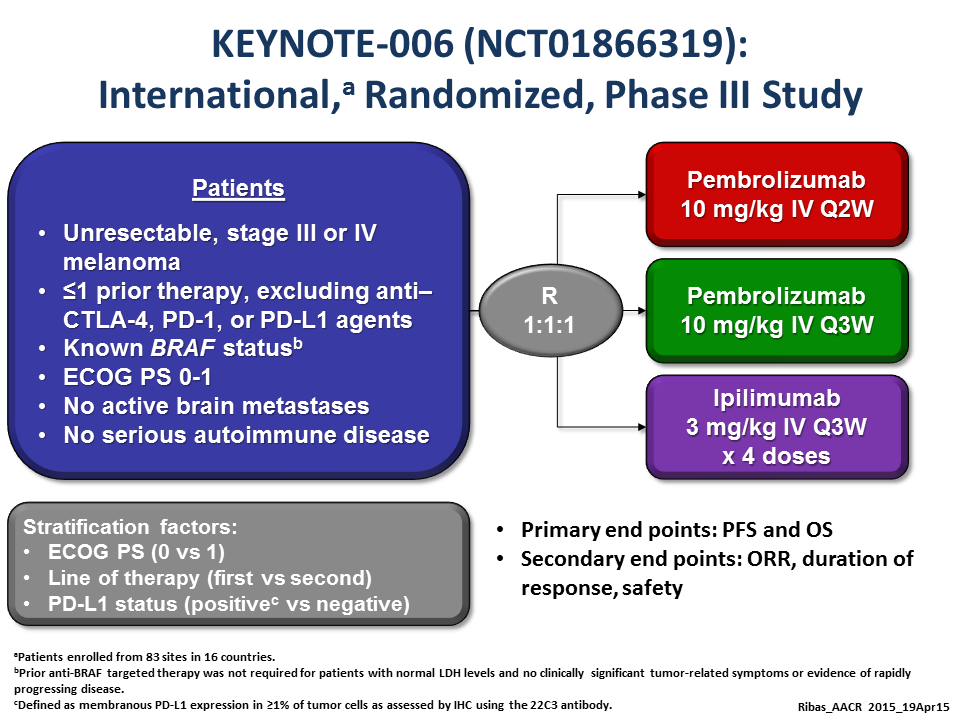 KEYNOTE-006 (NCT01866319):
International,ᵃ Randomized, Phase III Study
Patients
• Unresectable, stage III or IV
melanoma
• ≤1 prior therapy, excluding anti–
CTLA-4, PD-1, or PD-L1 agents
• Known BRAF statusᵇ
• ECOG PS 0-1
• No active brain metastases
• No serious autoimmune disease
R
1:1:1
Pembrolizumab
10 mg/kg IV Q2W
Pembrolizumab
10 mg/kg IV Q3W
Ipilimumab
3 mg/kg IV Q3W
x 4 doses
Stratification factors:
• ECOG PS (0 vs 1)
• Line of therapy (first vs second)
• PD-L1 status (positiveᶜ vs negative)
• Primary end points: PFS and OS
• Secondary end points: ORR, duration of
response, safety
ᵃPatients enrolled from 83 sites in 16 countries.
ᵇPrior anti-BRAF targeted therapy was not required for patients with normal LDH levels and no clinically significant tumor-related symptoms or evidence of rapidly
progressing disease.
ᶜDefined as membranous PD-L1 expression in ≥1% of tumor cells as assessed by IHC using the 22C3 antibody.
Ribas_AACR 2015_19Apr15